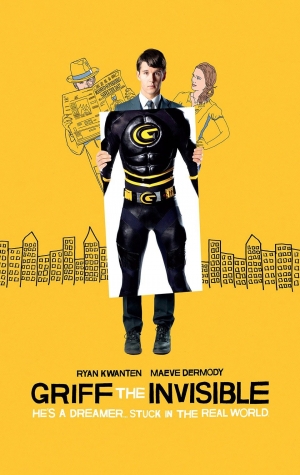 G
G
RYAN KWANTEN MAEVE DERMODY
GRIFF THE INVISIBLE
HE'S A DREAMER, STUCK IN THE REAL WORLD.